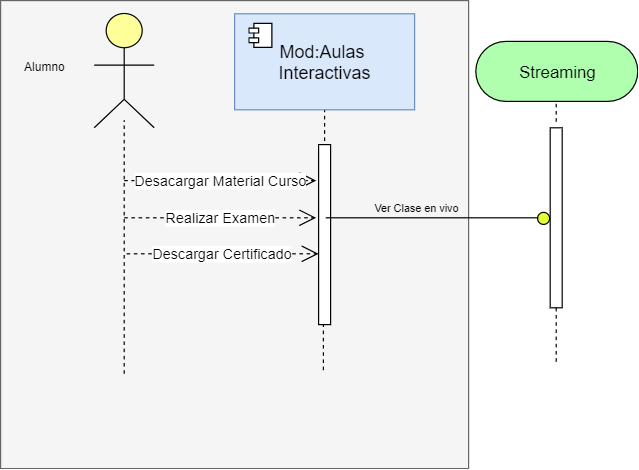 Alumno
Mod:Aulas
Interactivas
Streaming
Desacargar Material Curso
Ver Clase en vivo
Realizar Examen
Descargar Certificado